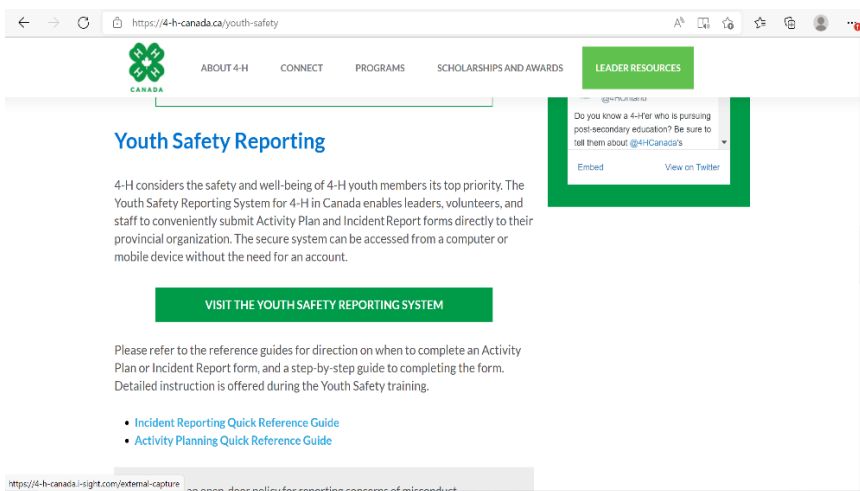 https://4-h-canada.ca/youth-safety
CANADA
ABOUT 4-H
CONNECT
PROGRAMS
SCHOLARSHIPS AND AWARDS
LEADER RESOURCES
@4HOntario
Do you know a 4-H'er who is pursuing
post-secondary education? Be sure to
tell them about @4HCanada's
Embed
View on Twitter
Youth Safety Reporting
4-H considers the safety and well-being of 4-H youth members its top priority. The
Youth Safety Reporting System for 4-H in Canada enables leaders, volunteers, and
staff to conveniently submit Activity Plan and Incident Report forms directly to their
provincial organization. The secure system can be accessed from a computer or
mobile device without the need for an account.
VISIT THE YOUTH SAFETY REPORTING SYSTEM
Please refer to the reference guides for direction on when to complete an Activity
Plan or Incident Report form, and a step-by-step guide to completing the form.
Detailed instruction is offered during the Youth Safety training.
• Incident Reporting Quick Reference Guide
• Activity Planning Quick Reference Guide
https://4-h-canada.i-sight.com/external-capture
an open-door policy for reporting concerns of misconduct